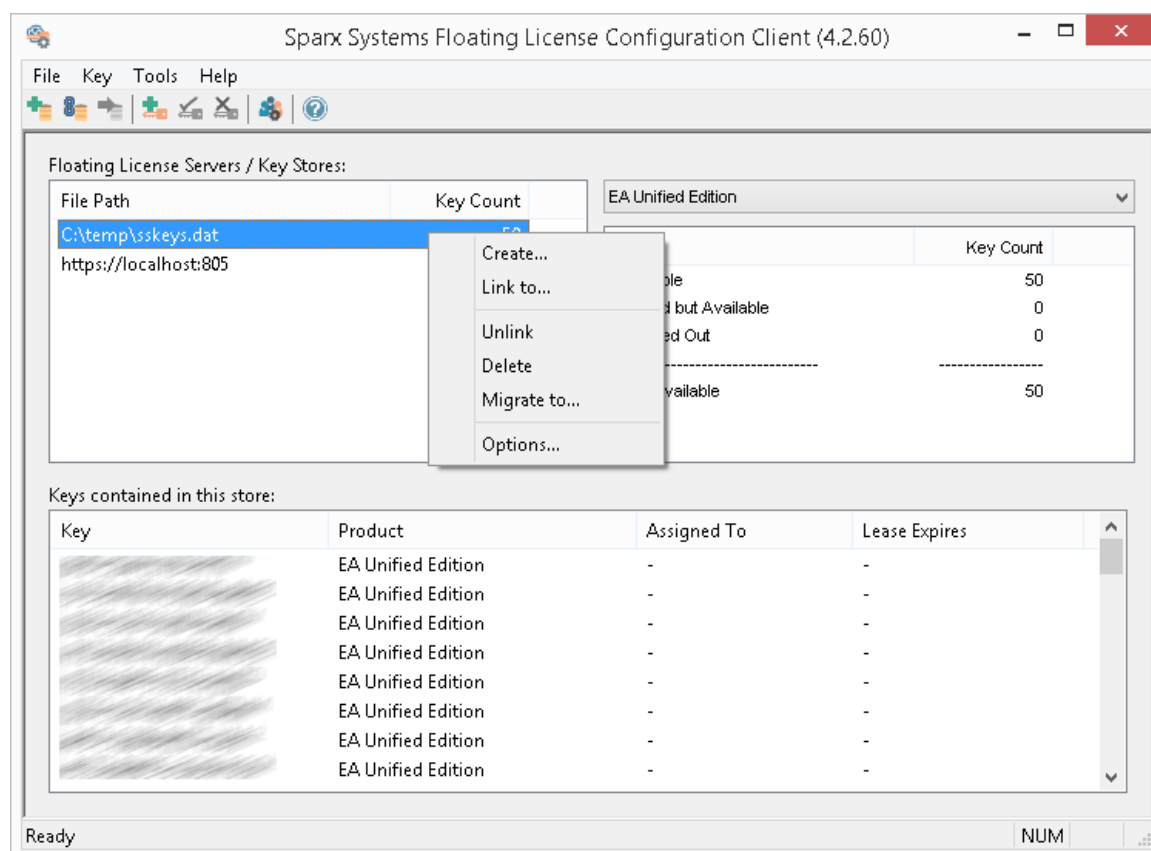 Sparx Systems Floating License Configuration Client (4.2.60)
File Key Tools Help
Floating License Servers / Key Stores:
File Path Key Count
EA Unified Edition
C:\temp\sskeys.dat
https://localhost:805
Key Count
50
but Available 0
Out 0
-----------------
50
Create...
Link to...
Unlink
Delete
Migrate to...
Options...
Keys contained in this store:
Key Product Assigned To Lease Expires
EA Unified Edition - -
EA Unified Edition - -
EA Unified Edition - -
EA Unified Edition - -
EA Unified Edition - -
EA Unified Edition - -
EA Unified Edition - -
EA Unified Edition - -
Ready NUM